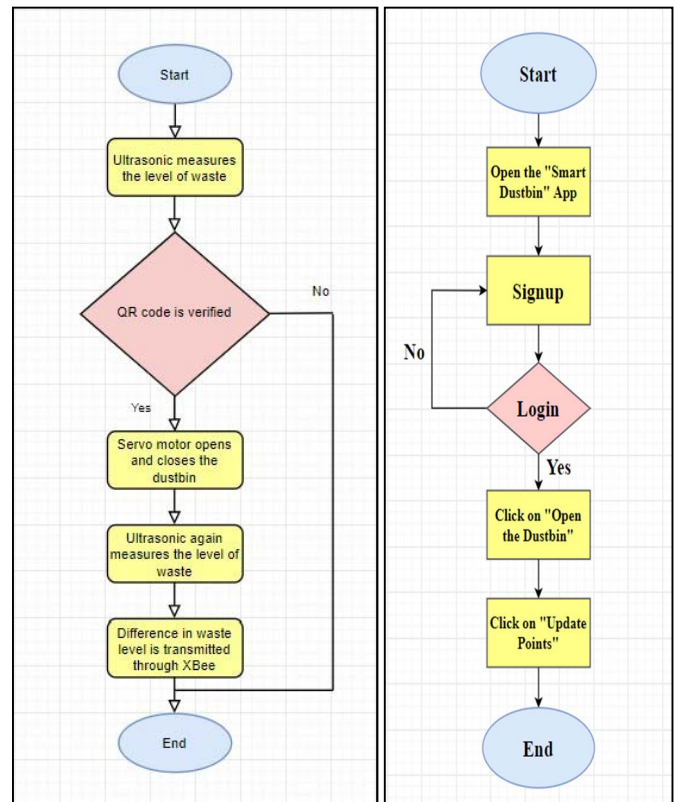 Start
Ultrasonic measures
the level of waste
QR code is verified
No
Yes
Servo motor opens
and closes the
dustbin
Ultrasonic again
measures the level of
waste
Difference in waste
level is transmitted
through XBee
End
Start
Open the "Smart
Dustbin" App
Signup
No
Login
Yes
Click on "Open
the Dustbin"
Click on "Update
Points"
End